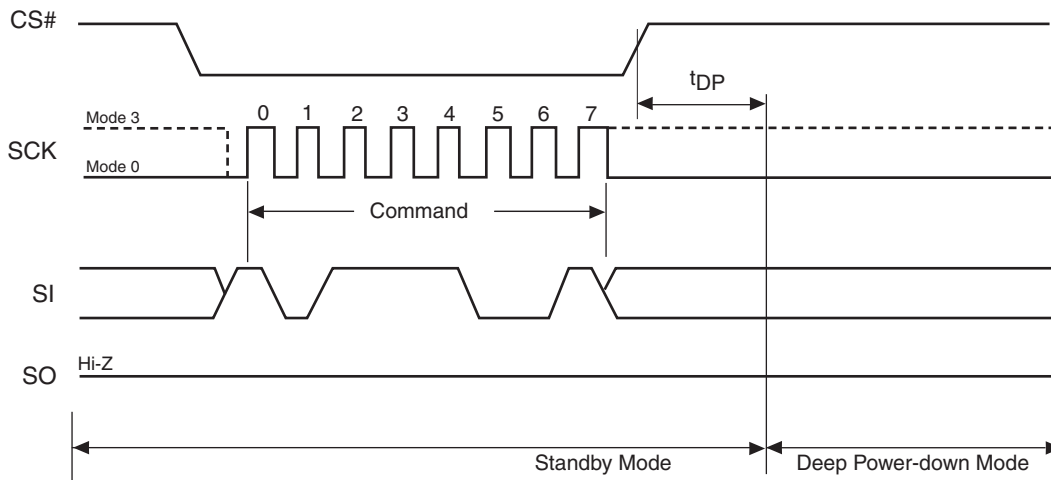 CS#
tDP
Mode 3
0 1 2 3 4 5 6 7
SCK
Mode 0
Command
SI
Hi-Z
SO
Standby Mode
Deep Power-down Mode